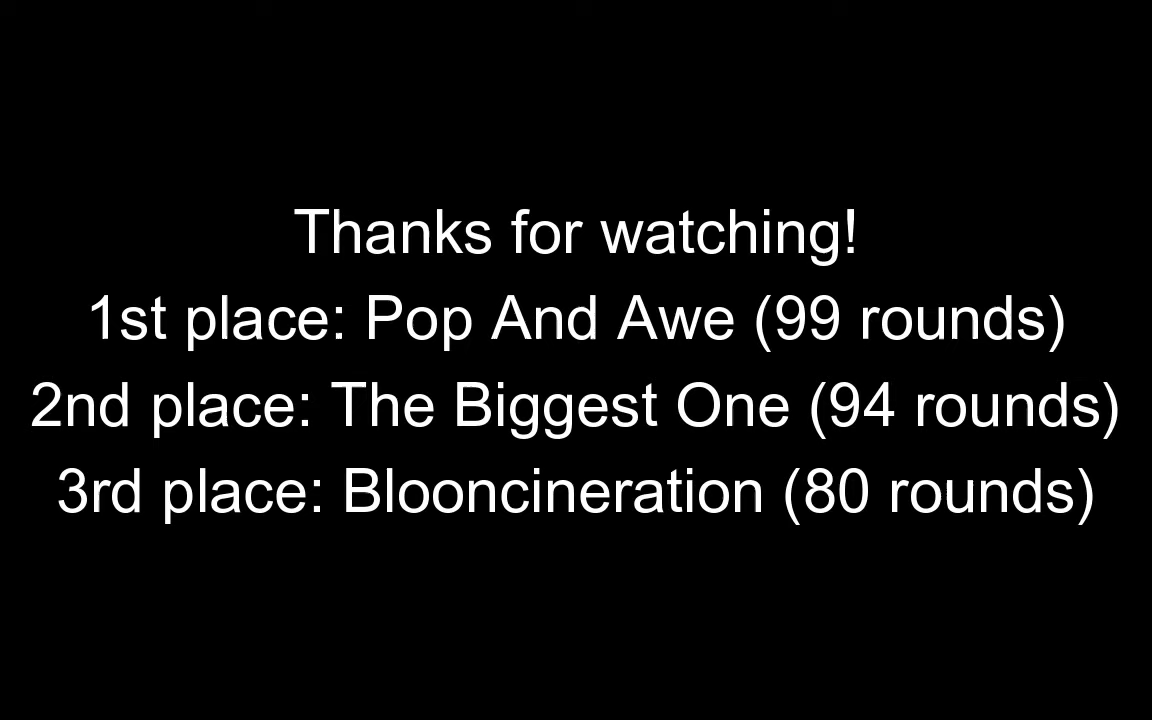 Thanks for watching!
1st place: Pop And Awe (99 rounds)
2nd place: The Biggest One (94 rounds)
3rd place: Blooncineration (80 rounds)